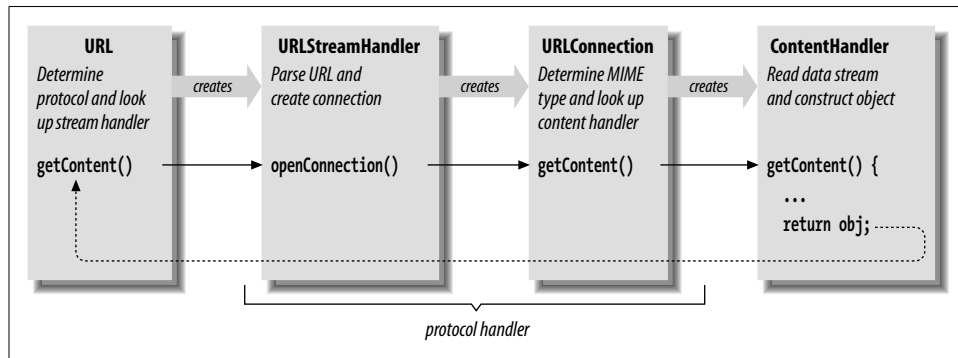 URL
Determine
protocol and look
up stream handler
getContent()
creates
URLStreamHandler
Parse URL and
create connection
openConnection()
creates
URLConnection
Determine MIME
type and look up
content handler
getContent()
creates
ContentHandler
Read data stream
and construct object
getContent() {
...
return obj;
protocol handler